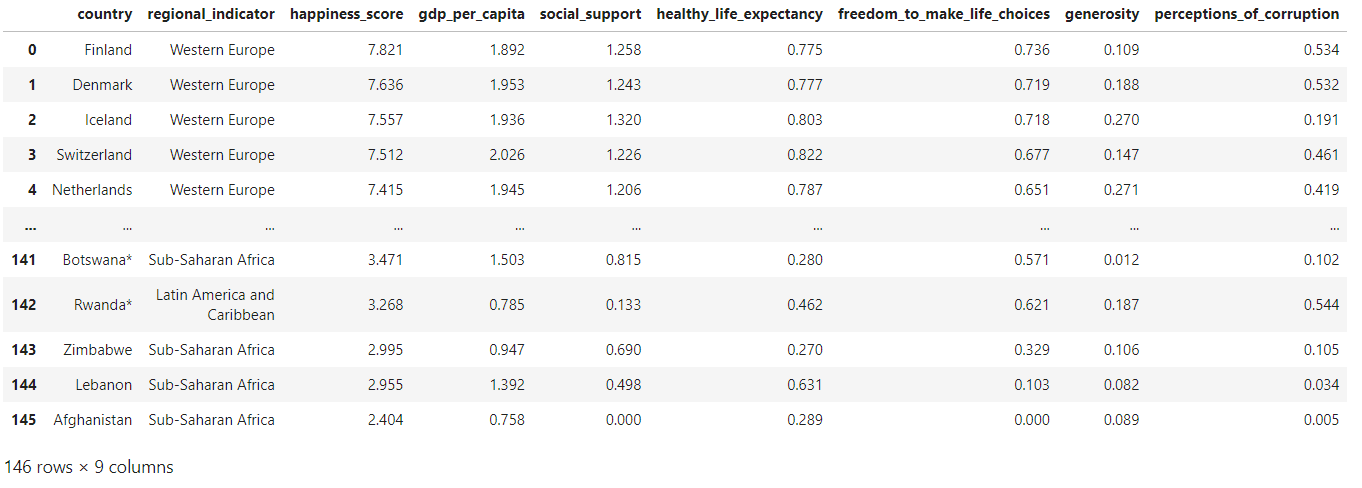 country regional_indicator happiness_score gdp_per_capita social_support healthy_life_expectancy freedom_to_make_life_choices generosity perceptions_of_corruption
0 Finland Western Europe 7.821 1.892 1.258 0.775 0.736 0.109 0.534
1 Denmark Western Europe 7.636 1.953 1.243 0.777 0.719 0.188 0.532
2 Iceland Western Europe 7.557 1.936 1.320 0.803 0.718 0.270 0.191
3 Switzerland Western Europe 7.512 2.026 1.226 0.822 0.677 0.147 0.461
4 Netherlands Western Europe 7.415 1.945 1.206 0.787 0.651 0.271 0.419
... ... ... ... ... ... ... ... ... ...
141 Botswana* Sub-Saharan Africa 3.471 1.503 0.815 0.280 0.571 0.012 0.102
142 Rwanda* Latin America and Caribbean 3.268 0.785 0.133 0.462 0.621 0.187 0.544
143 Zimbabwe Sub-Saharan Africa 2.995 0.947 0.690 0.270 0.329 0.106 0.105
144 Lebanon Sub-Saharan Africa 2.955 1.392 0.498 0.631 0.103 0.082 0.034
145 Afghanistan Sub-Saharan Africa 2.404 0.758 0.000 0.289 0.000 0.089 0.005
146 rows × 9 columns